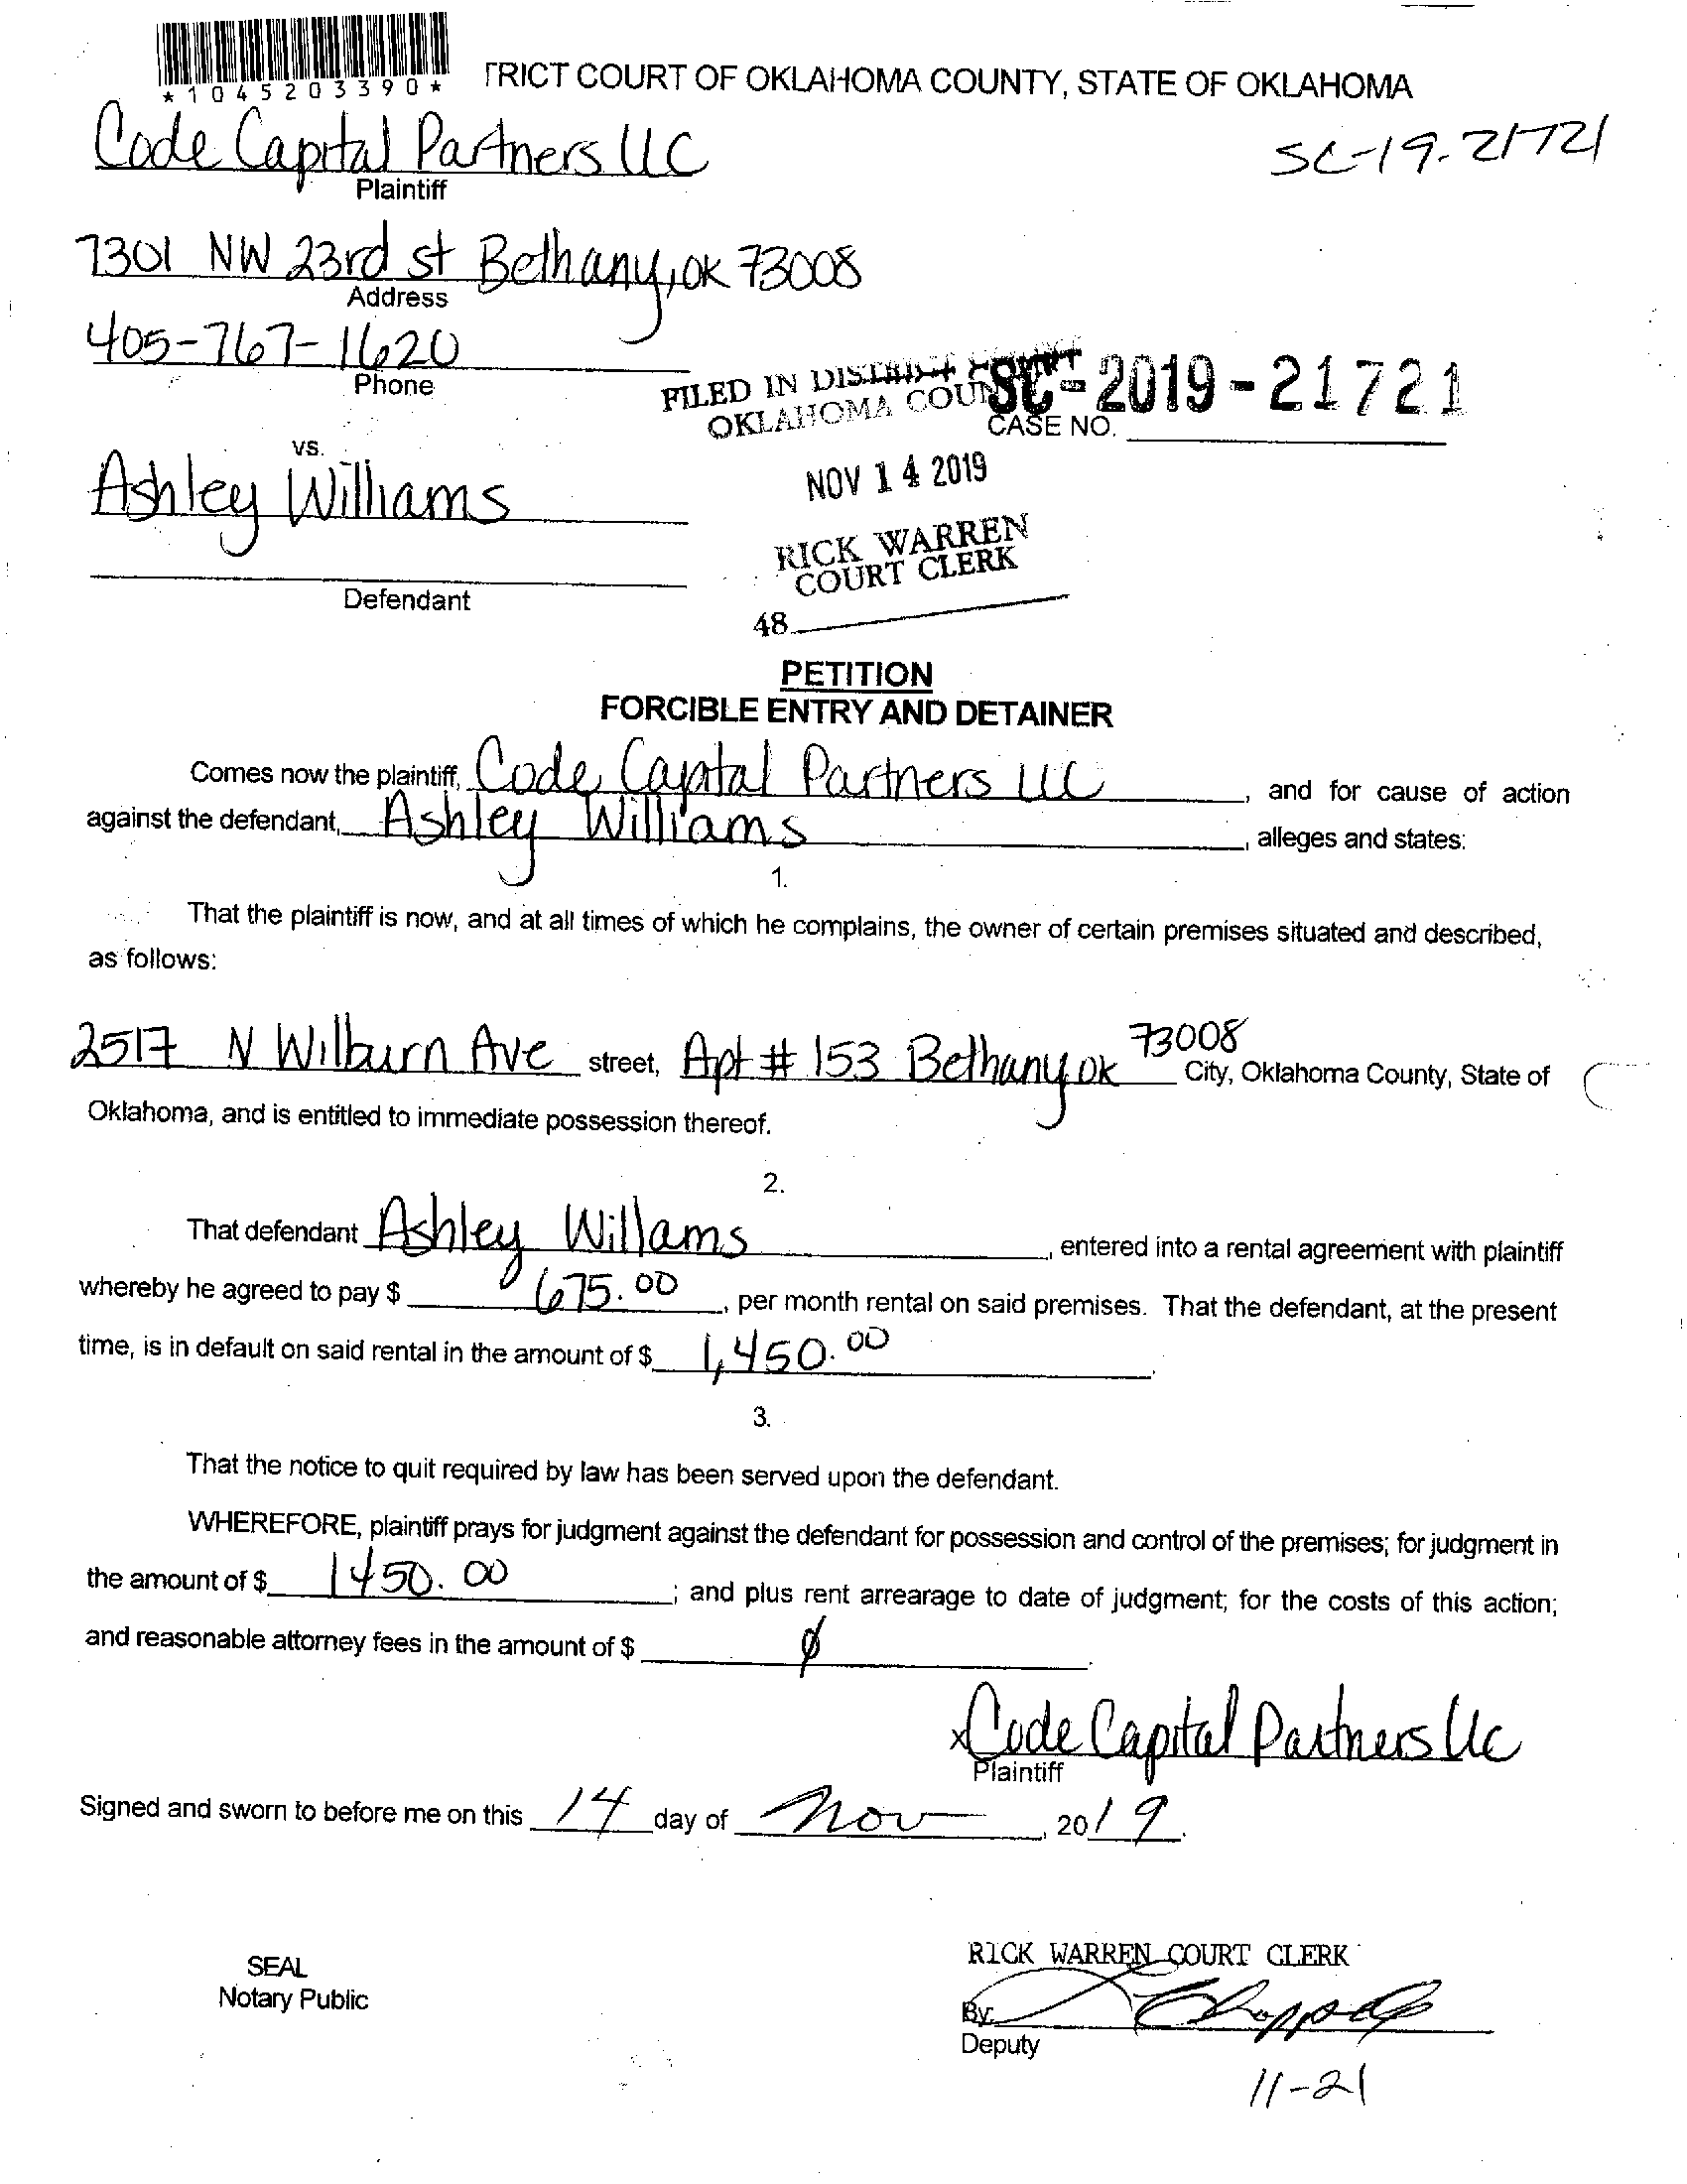 *1045203390*
TRICT COURT OF OKLAHOMA COUNTY, STATE OF OKLAHOMA
Code Capital Partners LLC
SC-19-21721
Plaintiff
7301 NW 23rd st Bethany, OK 73008
Address
405-767-1620
Phone
FILED IN DISTRICT COURT
OKLAHOMA COUN
SC-2019-21721
CASE NO.
vs.
NOV 14 2019
Ashley Williams
RICK WARREN
COURT CLERK
Defendant
48
PETITION
FORCIBLE ENTRY AND DETAINER
Comes now the plaintiff, Code Capital Partners LLC, and for cause of action
against the defendant, Ashley Williams, alleges and states:
1.
That the plaintiff is now, and at all times of which he complains, the owner of certain premises situated and described,
as follows:
2517 N Wilburn Ave street, Apt # 153 Bethany OK 73008 City, Oklahoma County, State of
Oklahoma, and is entitled to immediate possession thereof.
2.
That defendant Ashley Willams, entered into a rental agreement with plaintiff
whereby he agreed to pay $ 675.00, per month rental on said premises. That the defendant, at the present
time, is in default on said rental in the amount of $ 1,450.00.
3.
That the notice to quit required by law has been served upon the defendant.
WHEREFORE, plaintiff prays for judgment against the defendant for possession and control of the premises; for judgment in
the amount of $ 1450.00; and plus rent arrearage to date of judgment; for the costs of this action;
and reasonable attorney fees in the amount of $ ∅.
x Code Capital Partners LLC
Plaintiff
Signed and sworn to before me on this 14 day of Nov, 2019.
SEAL
Notary Public
RICK WARREN COURT CLERK
By:
Deputy
11-21